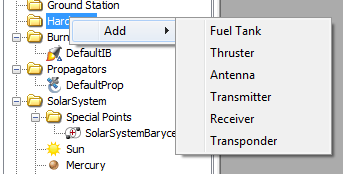 Ground Station
Hard
Add
Fuel Tank
Thruster
Antenna
Transmitter
Receiver
Transponder
Burn
DefaultIB
Propagators
DefaultProp
SolarSystem
Special Points
SolarSystemBaryce
Sun
Mercury